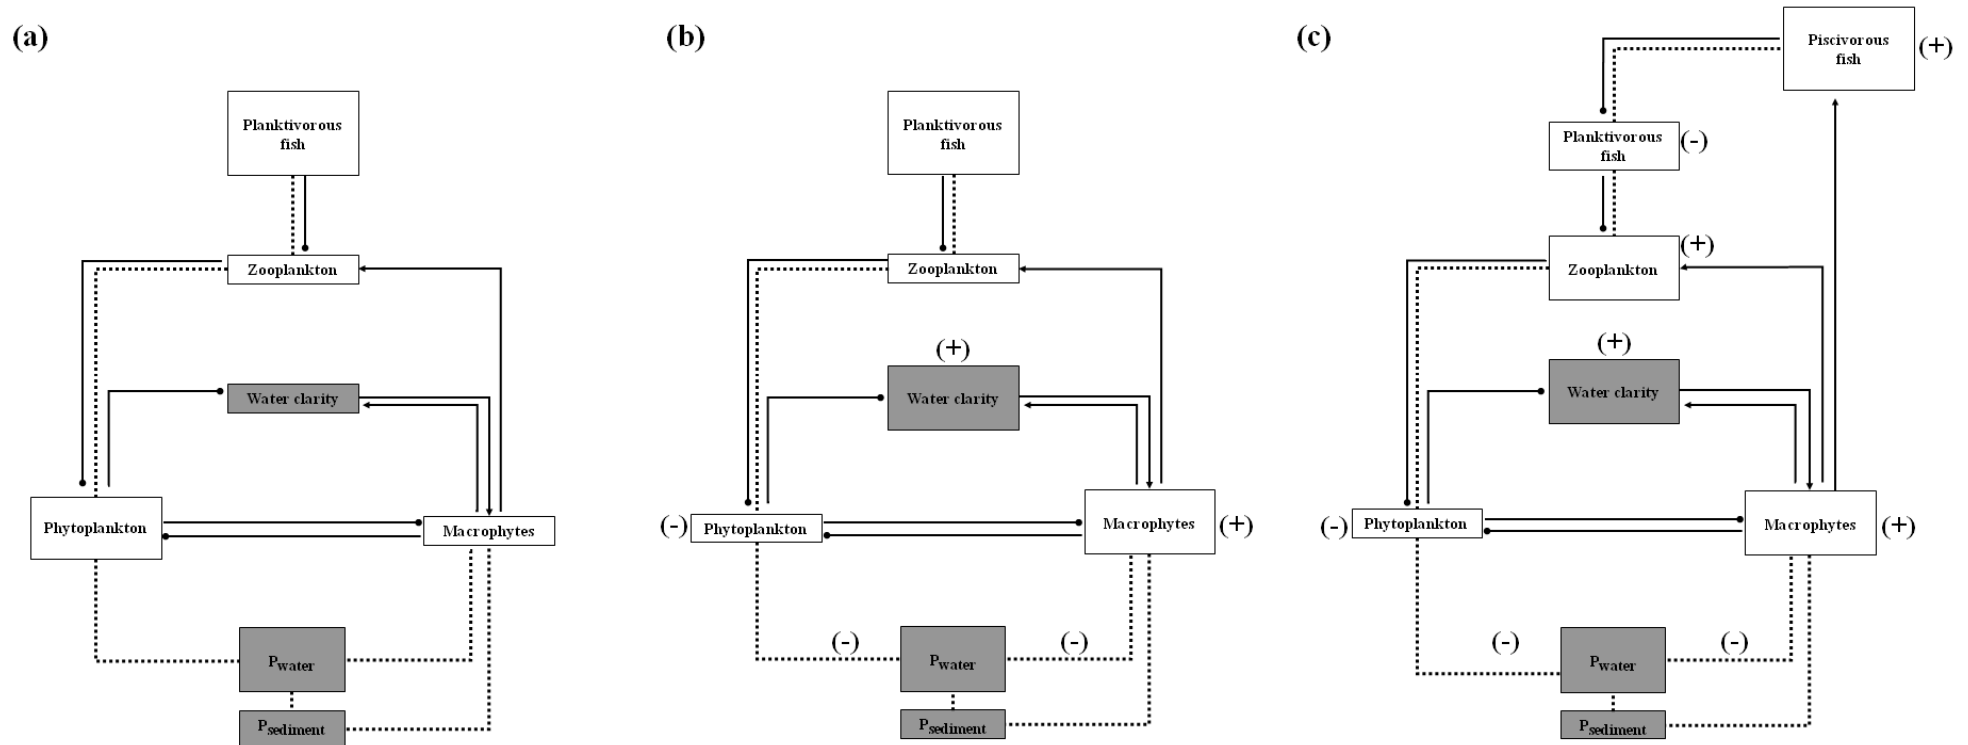 (a)
Planktivorous
fish
Zooplankton
Water clarity
Phytoplankton
Macrophytes
Pwater
Psediment
(b)
Planktivorous
fish
Zooplankton
(+)
Water clarity
(-)
Phytoplankton
Macrophytes
(+)
(-)
Pwater
(-)
Psediment
(c)
Piscivorous
fish
(+)
Planktivorous
fish
(-)
Zooplankton
(+)
(+)
Water clarity
(-)
Phytoplankton
Macrophytes
(+)
(-)
Pwater
(-)
Psediment